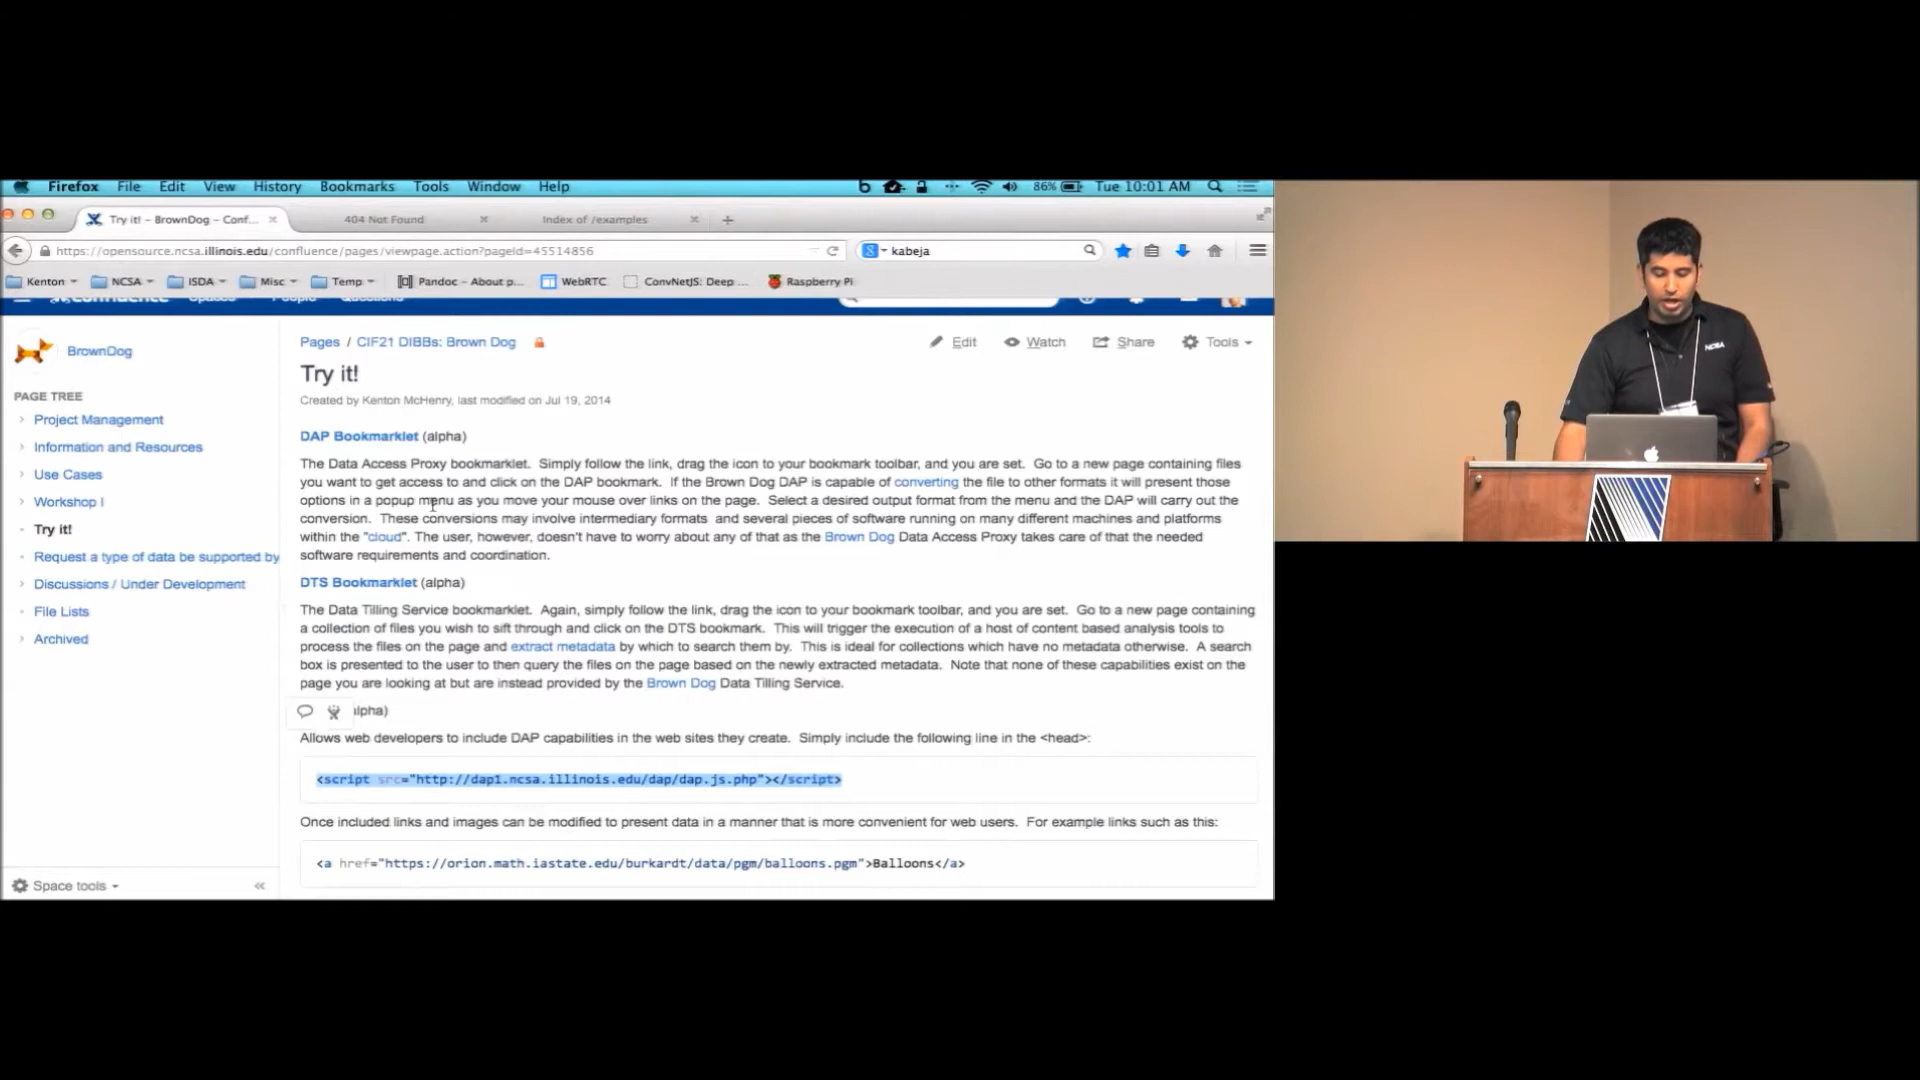 Firefox File Edit View History Bookmarks Tools Window Help 86% Tue 10:01 AM
Try it! – BrownDog – Conf... 404 Not Found Index of /examples
https://opensource.ncsa.illinois.edu/confluence/pages/viewpage.action?pageId=45514856 kabeja
Kenton NCSA ISDA Misc Temp Pandoc – About p... WebRTC ConvNetJS: Deep ... Raspberry Pi
Confluence Spaces People Questions
BrownDog
PAGE TREE
Project Management
Information and Resources
Use Cases
Workshop I
Try it!
Request a type of data be supported by
Discussions / Under Development
File Lists
Archived
Space tools
Pages / CIF21 DIBBs: Brown Dog
Edit Watch Share Tools
Try it!
Created by Kenton McHenry, last modified on Jul 19, 2014
DAP Bookmarklet (alpha)
The Data Access Proxy bookmarklet. Simply follow the link, drag the icon to your bookmark toolbar, and you are set. Go to a new page containing files
you want to get access to and click on the DAP bookmark. If the Brown Dog DAP is capable of converting the file to other formats it will present those
options in a popup menu as you move your mouse over links on the page. Select a desired output format from the menu and the DAP will carry out the
conversion. These conversions may involve intermediary formats and several pieces of software running on many different machines and platforms
within the "cloud". The user, however, doesn't have to worry about any of that as the Brown Dog Data Access Proxy takes care of that the needed
software requirements and coordination.
DTS Bookmarklet (alpha)
The Data Tilling Service bookmarklet. Again, simply follow the link, drag the icon to your bookmark toolbar, and you are set. Go to a new page containing
a collection of files you wish to sift through and click on the DTS bookmark. This will trigger the execution of a host of content based analysis tools to
process the files on the page and extract metadata by which to search them by. This is ideal for collections which have no metadata otherwise. A search
box is presented to the user to then query the files on the page based on the newly extracted metadata. Note that none of these capabilities exist on the
page you are looking at but are instead provided by the Brown Dog Data Tilling Service.
alpha)
Allows web developers to include DAP capabilities in the web sites they create. Simply include the following line in the <head>:
<script src="http://dap1.ncsa.illinois.edu/dap/dap.js.php"></script>
Once included links and images can be modified to present data in a manner that is more convenient for web users. For example links such as this:
<a href="https://orion.math.iastate.edu/burkardt/data/pgm/balloons.pgm">Balloons</a>
NCSA